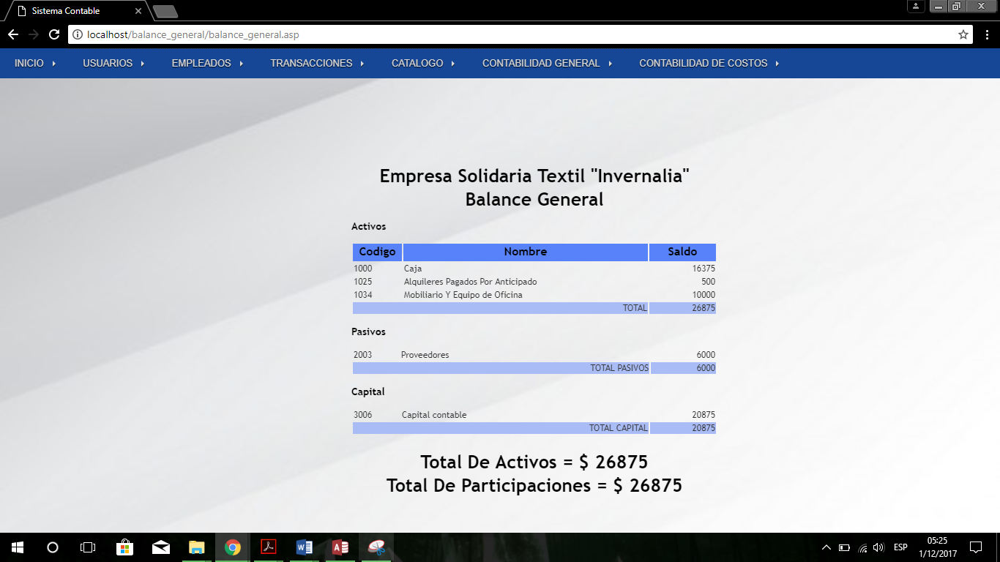 Sistema Contable
localhost/balance_general/balance_general.asp
INICIO USUARIOS EMPLEADOS TRANSACCIONES CATALOGO CONTABILIDAD GENERAL CONTABILIDAD DE COSTOS
Empresa Solidaria Textil "Invernalia"
Balance General
Activos
Codigo Nombre Saldo
1000 Caja 16375
1025 Alquileres Pagados Por Anticipado 500
1034 Mobiliario Y Equipo de Oficina 10000
TOTAL 26875
Pasivos
2003 Proveedores 6000
TOTAL PASIVOS 6000
Capital
3006 Capital contable 20875
TOTAL CAPITAL 20875
Total De Activos = $ 26875
Total De Participaciones = $ 26875
ESP
05:25
1/12/2017